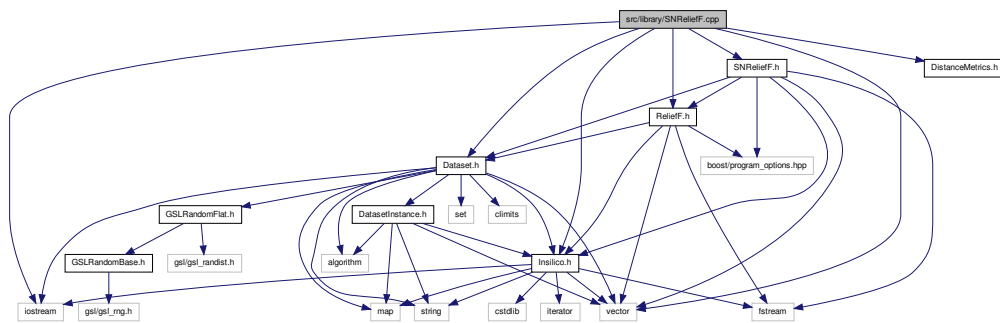 src/library/SNReliefF.cpp
SNReliefF.h
DistanceMetrics.h
ReliefF.h
Dataset.h
boost/program_options.hpp
GSLRandomFlat.h
DatasetInstance.h
set
climits
GSLRandomBase.h
gsl/gsl_randist.h
algorithm
Insilico.h
iostream
gsl/gsl_rng.h
map
string
cstdlib
iterator
vector
fstream